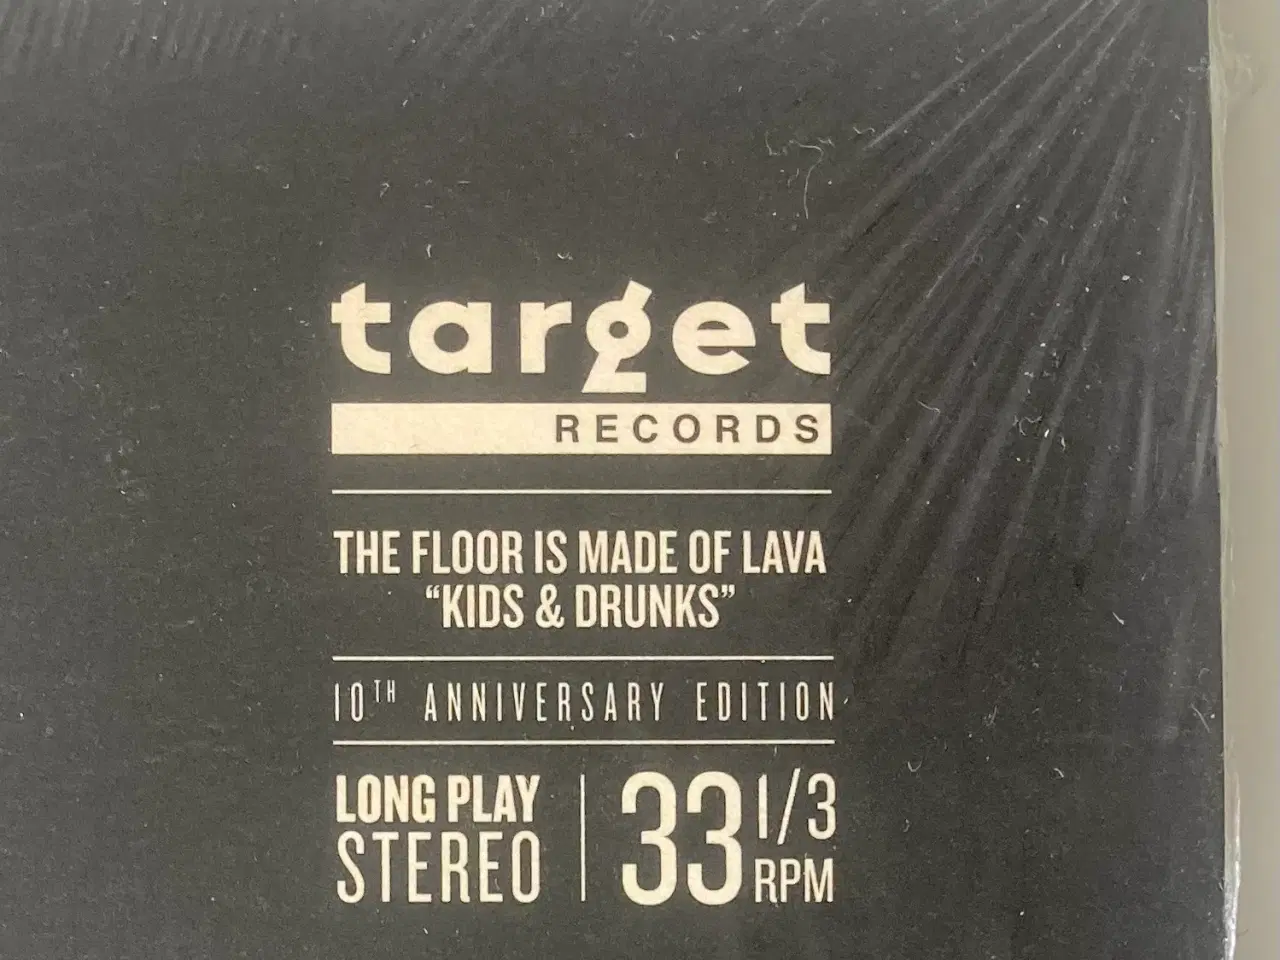 target
RECORDS
THE FLOOR IS MADE OF LAVA
“KIDS & DRUNKS”
10TH ANNIVERSARY EDITION
LONG PLAY
STEREO
33 1/3
RPM